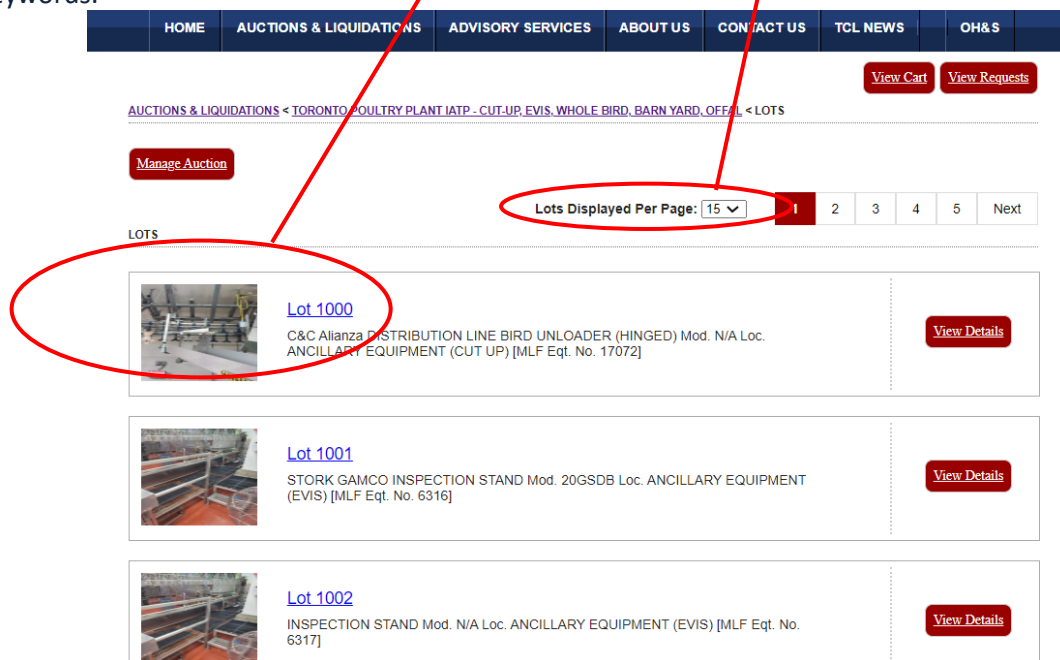 HOME AUCTIONS & LIQUIDATIONS ADVISORY SERVICES ABOUT US CONTACT US TCL NEWS OH&S
View Cart View Requests
AUCTIONS & LIQUIDATIONS < TORONTO POULTRY PLANT IATP - CUT-UP, EVIS, WHOLE BIRD, BARN YARD, OFFAL < LOTS
Manage Auction
Lots Displayed Per Page: 15 1 2 3 4 5 Next
LOTS
Lot 1000
C&C Alianza DISTRIBUTION LINE BIRD UNLOADER (HINGED) Mod. N/A Loc.
ANCILLARY EQUIPMENT (CUT UP) [MLF Eqt. No. 17072]
View Details
Lot 1001
STORK GAMCO INSPECTION STAND Mod. 20GSDB Loc. ANCILLARY EQUIPMENT
(EVIS) [MLF Eqt. No. 6316]
View Details
Lot 1002
INSPECTION STAND Mod. N/A Loc. ANCILLARY EQUIPMENT (EVIS) [MLF Eqt. No.
6317]
View Details